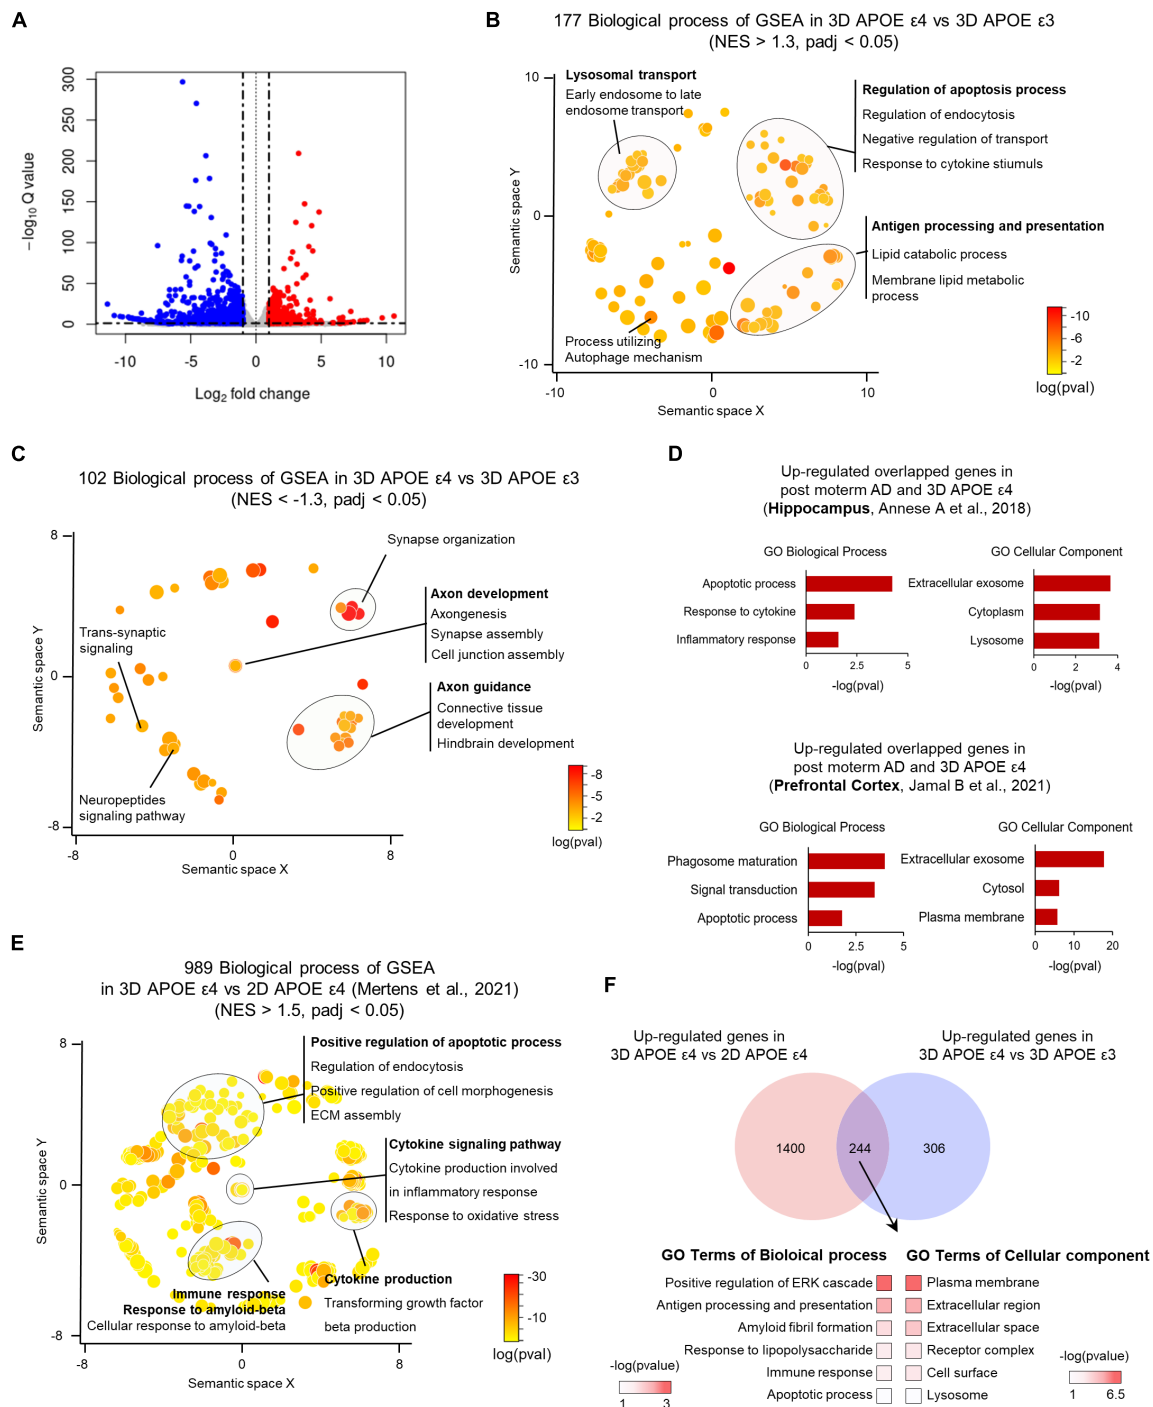 A
300
250
200
150
100
50
0
−log10 Q value
-10
-5
0
5
10
Log2 fold change
B
177 Biological process of GSEA in 3D APOE ε4 vs 3D APOE ε3
(NES > 1.3, padj < 0.05)
10
0
-10
Semantic space Y
-10
0
10
Semantic space X
Lysosomal transport
Early endosome to late
endosome transport
Regulation of apoptosis process
Regulation of endocytosis
Negative regulation of transport
Response to cytokine stiumuls
Antigen processing and presentation
Lipid catabolic process
Membrane lipid metabolic
process
Process utilizing
Autophage mechanism
-10
-6
-2
log(pval)
C
102 Biological process of GSEA in 3D APOE ε4 vs 3D APOE ε3
(NES < -1.3, padj < 0.05)
8
0
-8
Semantic space Y
-8
0
8
Semantic space X
Synapse organization
Axon development
Axongenesis
Synapse assembly
Cell junction assembly
Trans-synaptic
signaling
Axon guidance
Connective tissue
development
Hindbrain development
Neuropeptides
signaling pathway
-8
-5
-2
log(pval)
D
Up-regulated overlapped genes in
post moterm AD and 3D APOE ε4
(Hippocampus, Annese A et al., 2018)
GO Biological Process
Apoptotic process
Response to cytokine
Inflammatory response
0
2.5
5
-log(pval)
GO Cellular Component
Extracellular exosome
Cytoplasm
Lysosome
0
2
4
-log(pval)
Up-regulated overlapped genes in
post moterm AD and 3D APOE ε4
(Prefrontal Cortex, Jamal B et al., 2021)
GO Biological Process
Phagosome maturation
Signal transduction
Apoptotic process
0
2.5
5
-log(pval)
GO Cellular Component
Extracellular exosome
Cytosol
Plasma membrane
0
10
20
-log(pval)
E
989 Biological process of GSEA
in 3D APOE ε4 vs 2D APOE ε4 (Mertens et al., 2021)
(NES > 1.5, padj < 0.05)
8
0
-8
Semantic space Y
-8
0
8
Semantic space X
Positive regulation of apoptotic process
Regulation of endocytosis
Positive regulation of cell morphogenesis
ECM assembly
Cytokine signaling pathway
Cytokine production involved
in inflammatory response
Response to oxidative stress
Immune response
Response to amyloid-beta
Cellular response to amyloid-beta
Cytokine production
Transforming growth factor
beta production
-30
-10
log(pval)
F
Up-regulated genes in
3D APOE ε4 vs 2D APOE ε4
Up-regulated genes in
3D APOE ε4 vs 3D APOE ε3
1400
244
306
GO Terms of Bioloical process
Positive regulation of ERK cascade
Antigen processing and presentation
Amyloid fibril formation
Response to lipopolysaccharide
Immune response
Apoptotic process
-log(pvalue)
1
3
GO Terms of Cellular component
Plasma membrane
Extracellular region
Extracellular space
Receptor complex
Cell surface
Lysosome
-log(pvalue)
1
6.5